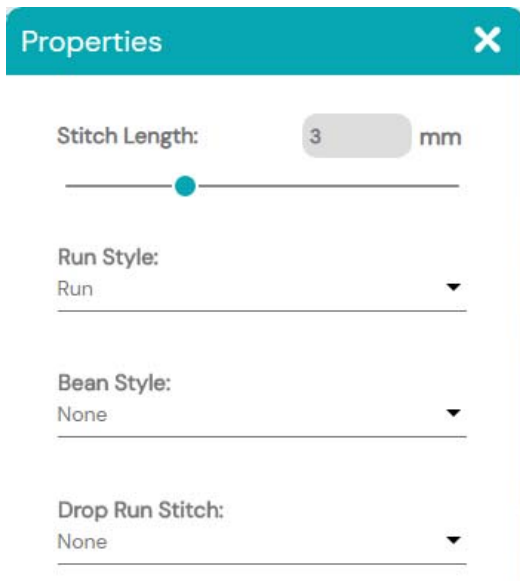 Properties
Stitch Length: 3 mm
Run Style:
Run
Bean Style:
None
Drop Run Stitch:
None